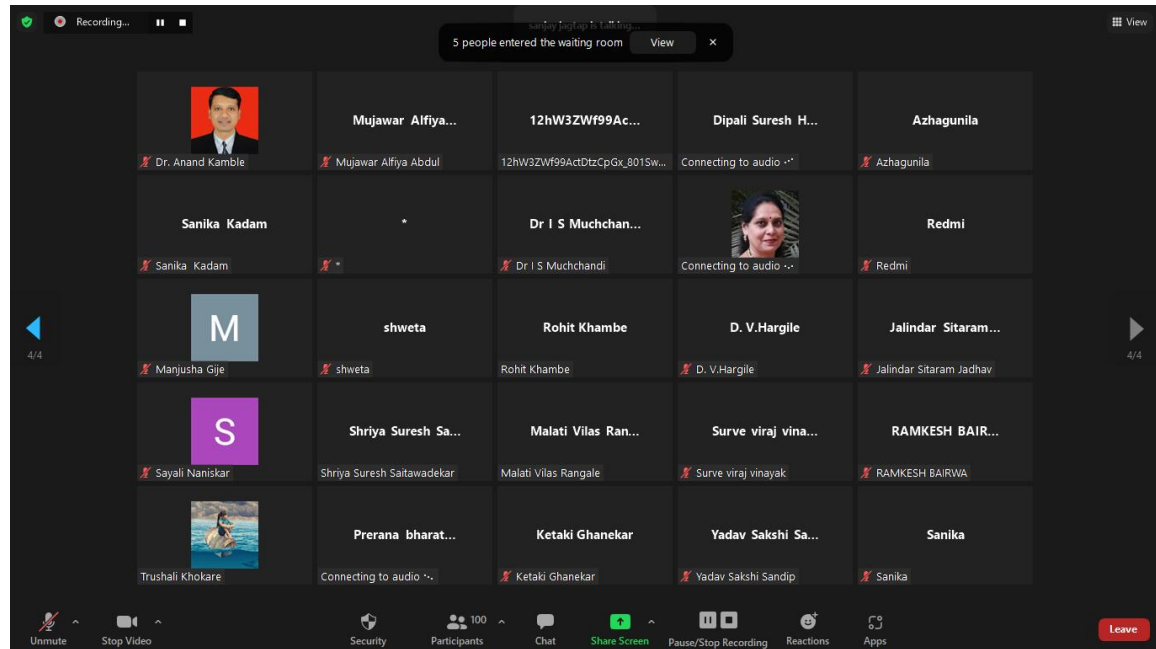 Recording...
sanjay jagtap is talking...
View
5 people entered the waiting room View ×
Mujawar Alfiya...
12hW3ZWf99Ac...
Dipali Suresh H...
Azhagunila
Dr. Anand Kamble
Mujawar Alfiya Abdul
12hW3ZWf99ActDtzCpGx_801Sw...
Connecting to audio
Azhagunila
Sanika Kadam
*
Dr I S Muchchan...
Redmi
Sanika Kadam
*
Dr I S Muchchandi
Connecting to audio
Redmi
M
shweta
Rohit Khambe
D. V.Hargile
Jalindar Sitaram...
4/4
4/4
Manjusha Gije
shweta
Rohit Khambe
D. V.Hargile
Jalindar Sitaram Jadhav
S
Shriya Suresh Sa...
Malati Vilas Ran...
Surve viraj vina...
RAMKESH BAIR...
Sayali Naniskar
Shriya Suresh Saitawadekar
Malati Vilas Rangale
Surve viraj vinayak
RAMKESH BAIRWA
Prerana bharat...
Ketaki Ghanekar
Yadav Sakshi Sa...
Sanika
Trushali Khokare
Connecting to audio
Ketaki Ghanekar
Yadav Sakshi Sandip
Sanika
100
Unmute
Stop Video
Security
Participants
Chat
Share Screen
Pause/Stop Recording
Reactions
Apps
Leave